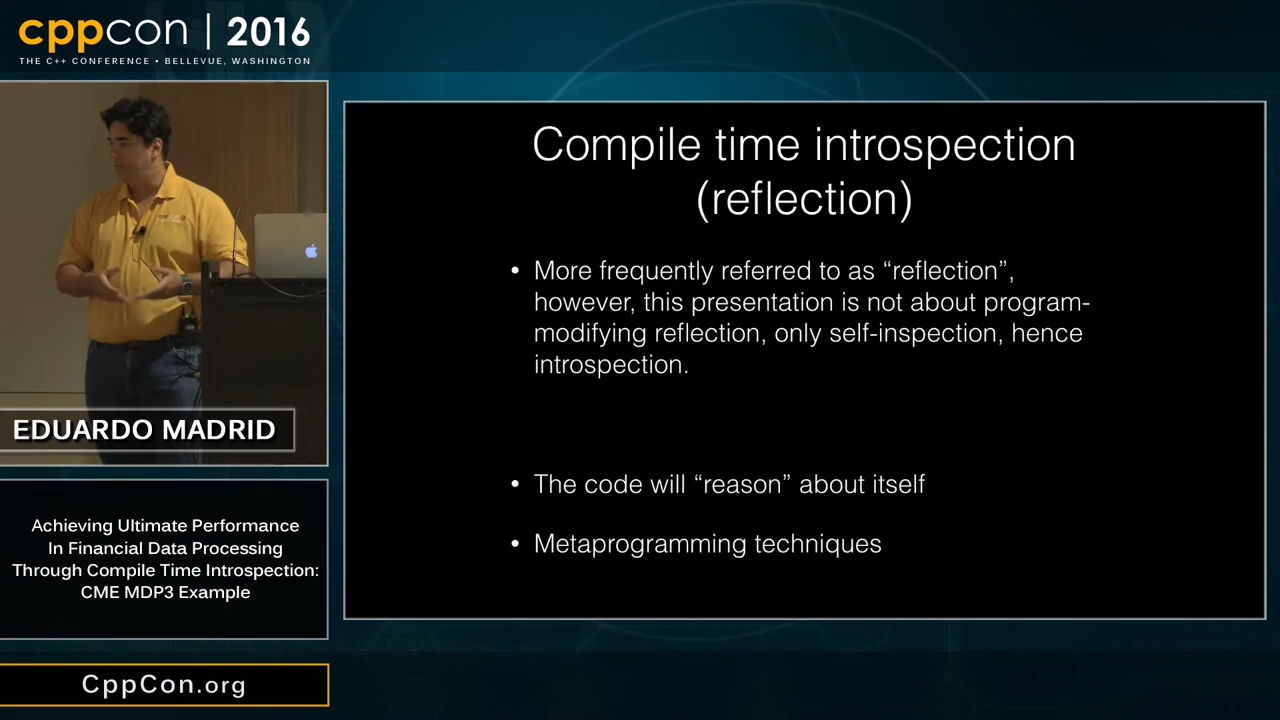 cppcon | 2016
THE C++ CONFERENCE • BELLEVUE, WASHINGTON
EDUARDO MADRID
Achieving Ultimate Performance
In Financial Data Processing
Through Compile Time Introspection:
CME MDP3 Example
CppCon.org
Compile time introspection
(reflection)
• More frequently referred to as “reflection”,
however, this presentation is not about program-
modifying reflection, only self-inspection, hence
introspection.
• The code will “reason” about itself
• Metaprogramming techniques